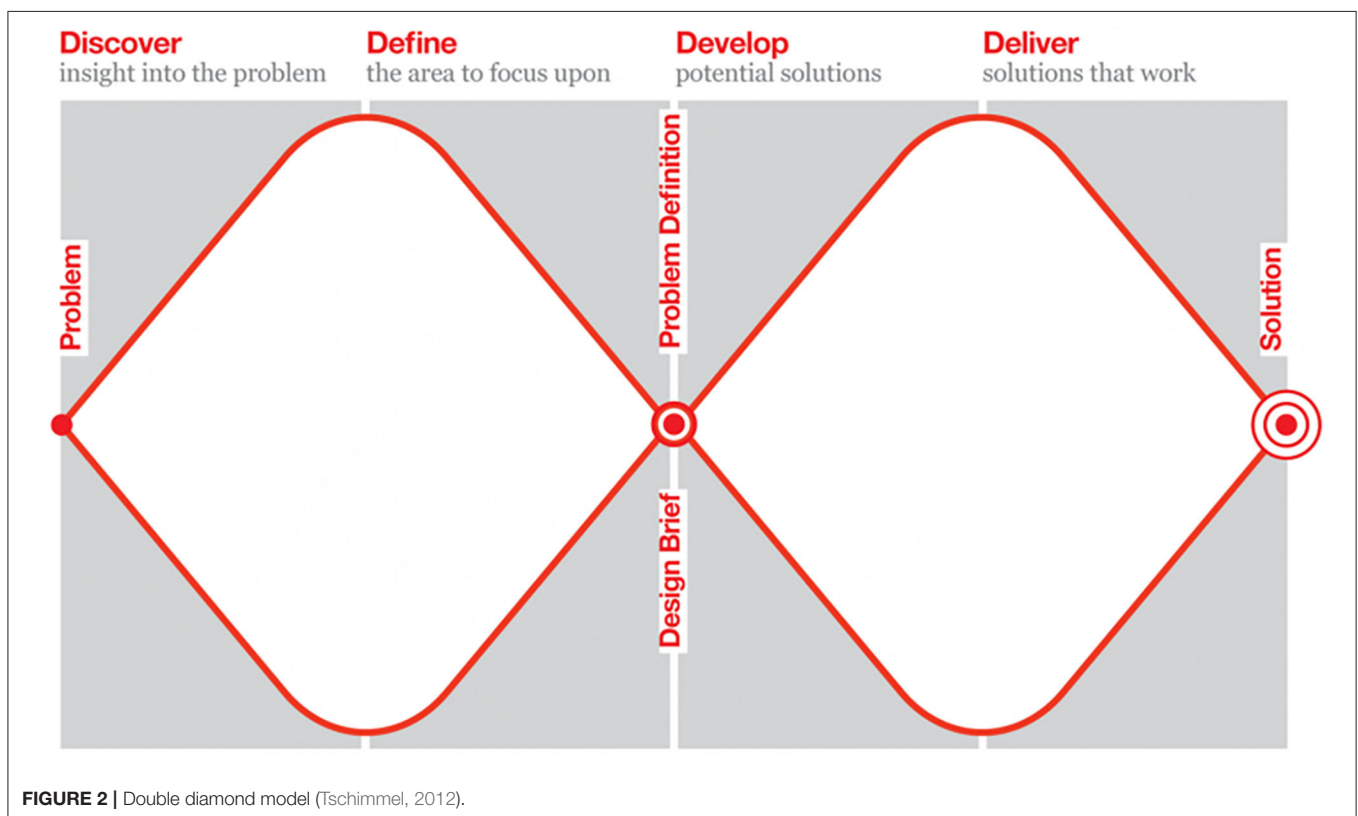 Discover
insight into the problem
Define
the area to focus upon
Develop
potential solutions
Deliver
solutions that work
Problem
Problem Definition
Design Brief
Solution
FIGURE 2 | Double diamond model (Tschimmel, 2012).